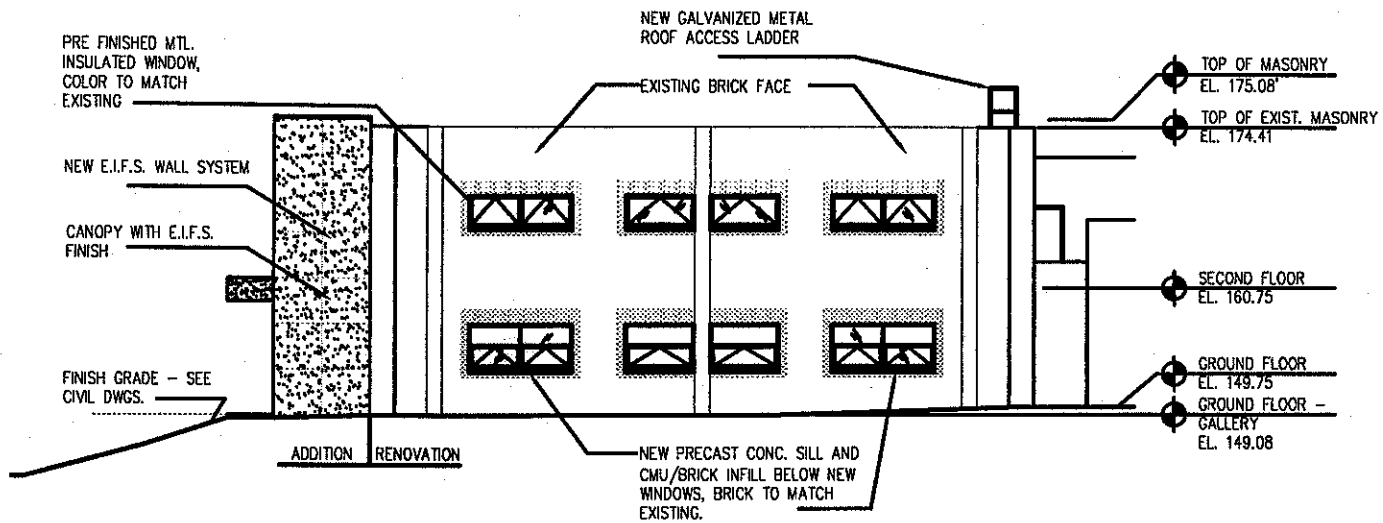 NEW GALVANIZED METAL
ROOF ACCESS LADDER
PRE FINISHED MTL.
INSULATED WINDOW,
COLOR TO MATCH
EXISTING
EXISTING BRICK FACE
TOP OF MASONRY
EL. 175.08'
TOP OF EXIST. MASONRY
EL. 174.41
NEW E.I.F.S. WALL SYSTEM
CANOPY WITH E.I.F.S.
FINISH
SECOND FLOOR
EL. 160.75
FINISH GRADE – SEE
CIVIL DWGS.
GROUND FLOOR
EL. 149.75
GROUND FLOOR –
GALLERY
EL. 149.08
ADDITION
RENOVATION
NEW PRECAST CONC. SILL AND
CMU/BRICK INFILL BELOW NEW
WINDOWS, BRICK TO MATCH
EXISTING.